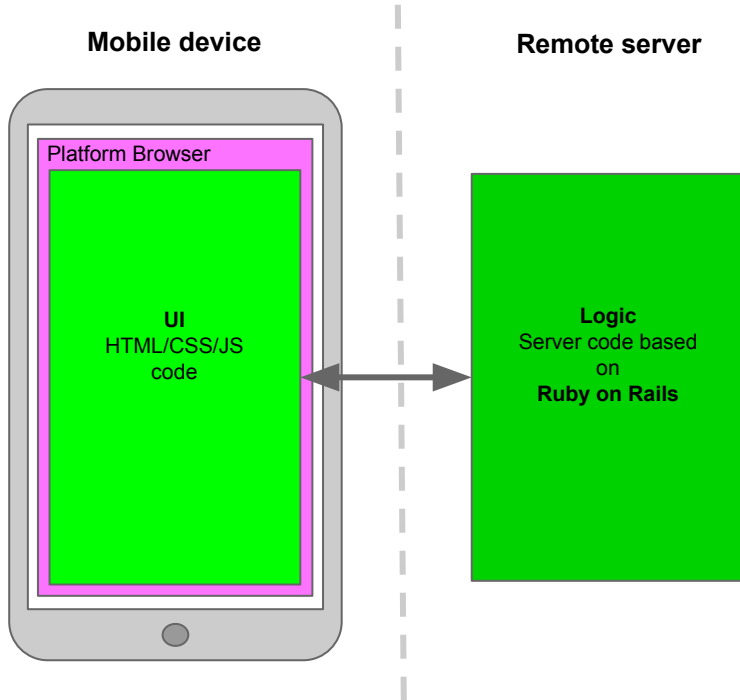 Mobile device
Remote server
Platform Browser
UI
HTML/CSS/JS
code
Logic
Server code based
on
Ruby on Rails